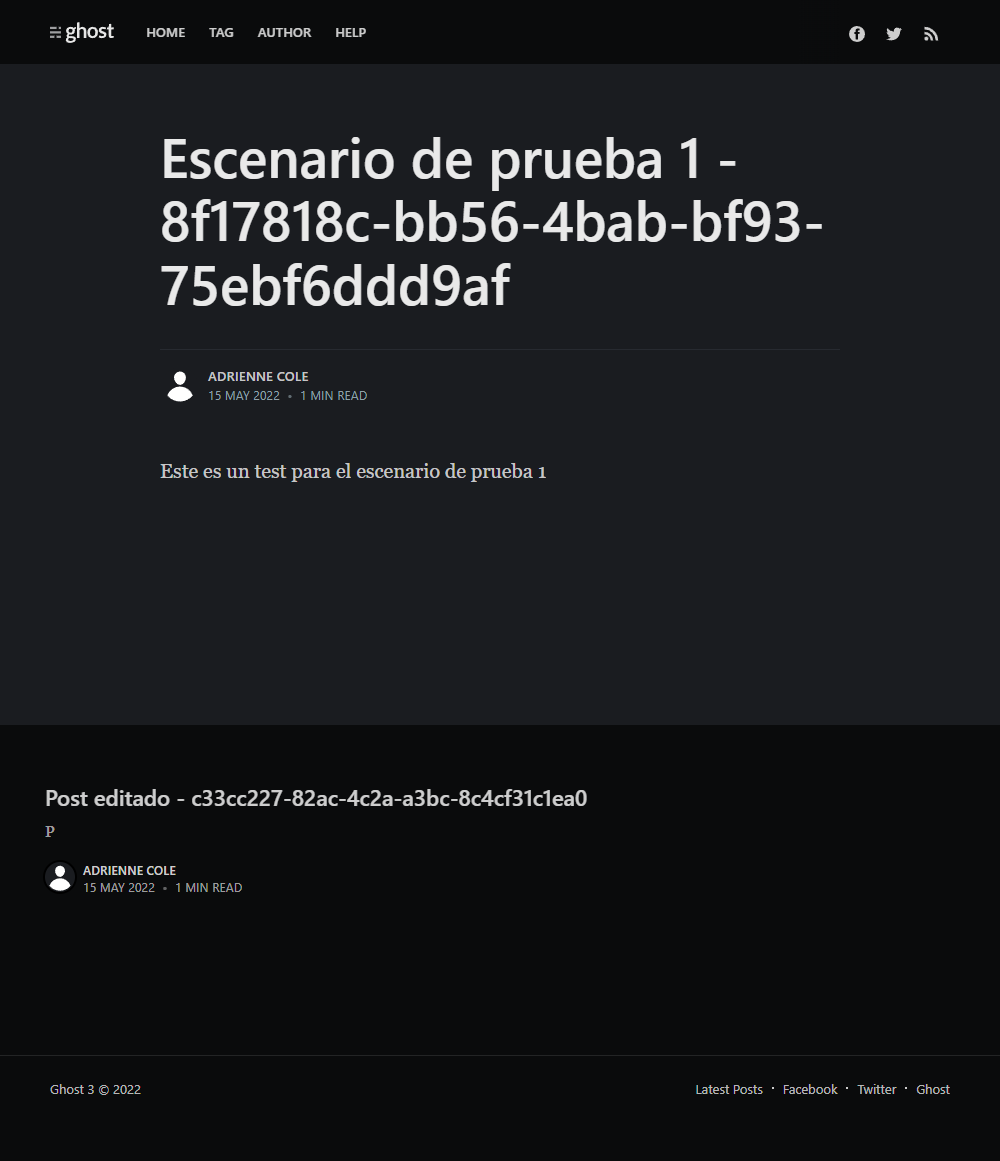 ghost HOME TAG AUTHOR HELP
Escenario de prueba 1 -
8f17818c-bb56-4bab-bf93-
75ebf6ddd9af
ADRIENNE COLE
15 MAY 2022 • 1 MIN READ
Este es un test para el escenario de prueba 1
Post editado - c33cc227-82ac-4c2a-a3bc-8c4cf31c1ea0
P
ADRIENNE COLE
15 MAY 2022 • 1 MIN READ
Ghost 3 © 2022
Latest Posts · Facebook · Twitter · Ghost